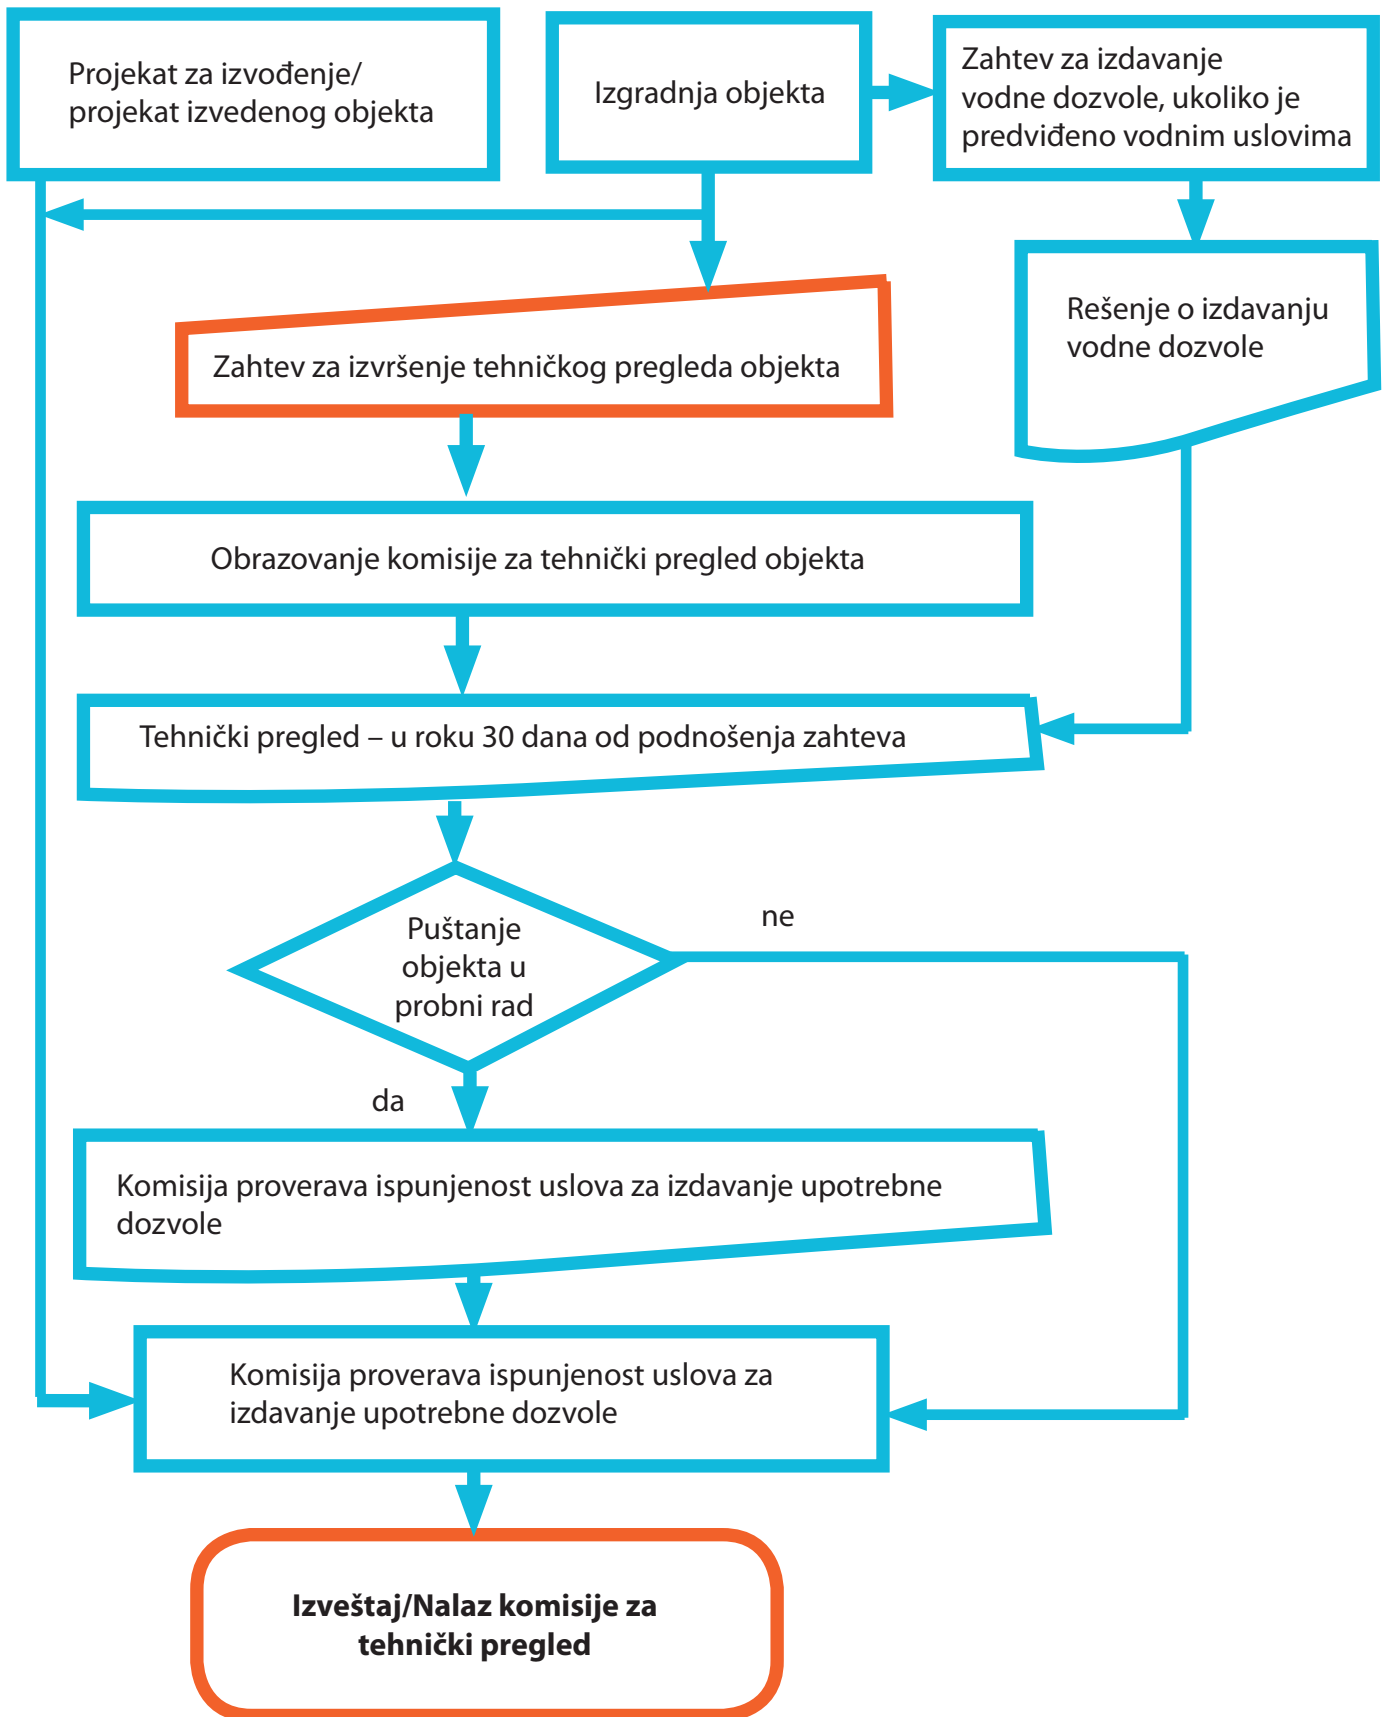 Projekat za izvođenje/
projekat izvedenog objekta
Izgradnja objekta
Zahtev za izdavanje
vodne dozvole, ukoliko je
predviđeno vodnim uslovima
Rešenje o izdavanju
vodne dozvole
Zahtev za izvršenje tehničkog pregleda objekta
Obrazovanje komisije za tehnički pregled objekta
Tehnički pregled – u roku 30 dana od podnošenja zahteva
Puštanje
objekta u
probni rad
ne
da
Komisija proverava ispunjenost uslova za izdavanje upotrebne
dozvole
Komisija proverava ispunjenost uslova za
izdavanje upotrebne dozvole
Izveštaj/Nalaz komisije za
tehnički pregled